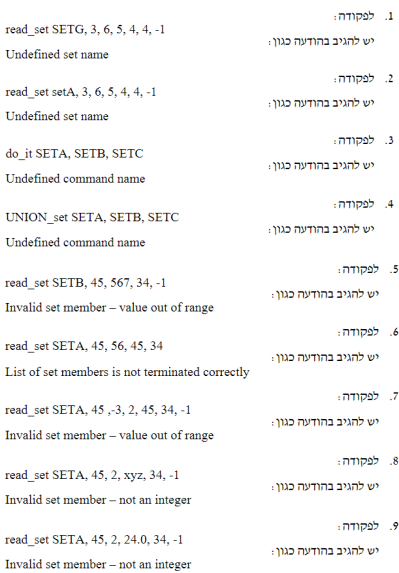 1. לפקודה:
read_set SETG, 3, 6, 5, 4, 4, -1
יש להגיב בהודעה כגון:
Undefined set name
2. לפקודה:
read_set setA, 3, 6, 5, 4, 4, -1
יש להגיב בהודעה כגון:
Undefined set name
3. לפקודה:
do_it SETA, SETB, SETC
יש להגיב בהודעה כגון:
Undefined command name
4. לפקודה:
UNION_set SETA, SETB, SETC
יש להגיב בהודעה כגון:
Undefined command name
5. לפקודה:
read_set SETB, 45, 567, 34, -1
יש להגיב בהודעה כגון:
Invalid set member – value out of range
6. לפקודה:
read_set SETA, 45, 56, 45, 34
יש להגיב בהודעה כגון:
List of set members is not terminated correctly
7. לפקודה:
read_set SETA, 45 ,-3, 2, 45, 34, -1
יש להגיב בהודעה כגון:
Invalid set member – value out of range
8. לפקודה:
read_set SETA, 45, 2, xyz, 34, -1
יש להגיב בהודעה כגון:
Invalid set member – not an integer
9. לפקודה:
read_set SETA, 45, 2, 24.0, 34, -1
יש להגיב בהודעה כגון:
Invalid set member – not an integer